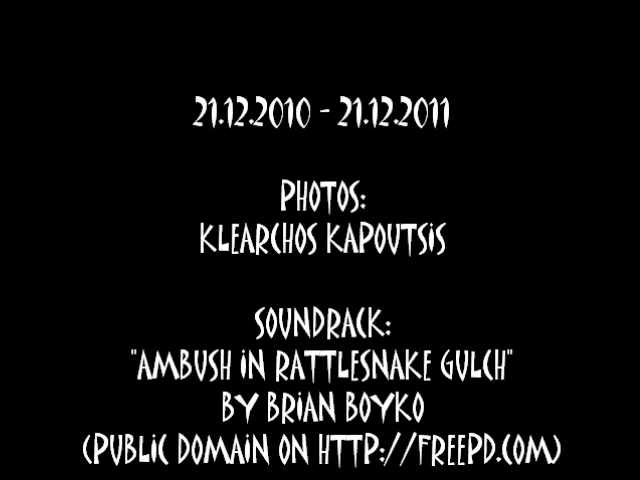 21.12.2010 - 21.12.2011
PHOTOS:
KLEARCHOS KAPOUTSIS
SOUNDRACK:
"AMBUSH IN RATTLESNAKE GULCH"
BY BRIAN BOYKO
(PUBLIC DOMAIN ON HTTP://FREEPD.COM)